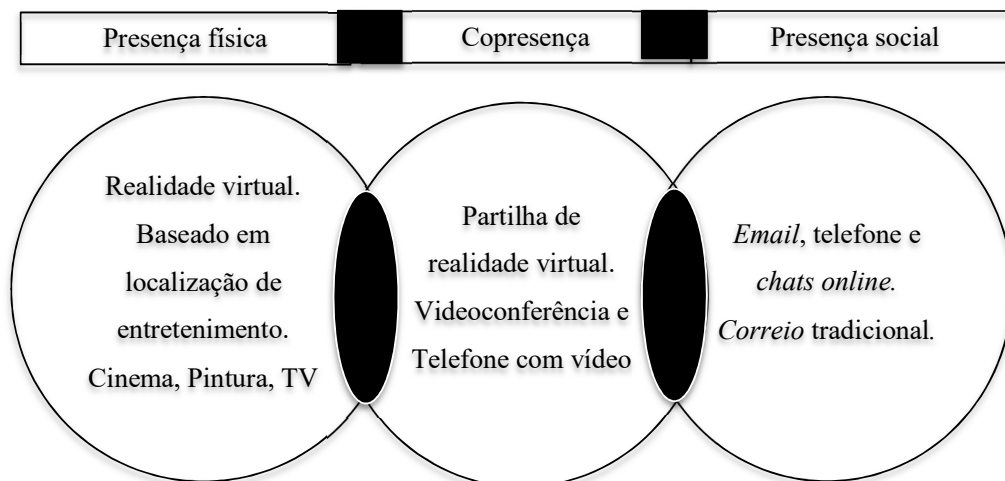 Presença física
Copresença
Presença social
Realidade virtual.
Baseado em
localização de
entretenimento.
Cinema, Pintura, TV
Partilha de
realidade virtual.
Videoconferência e
Telefone com vídeo
Email, telefone e
chats online.
Correio tradicional.